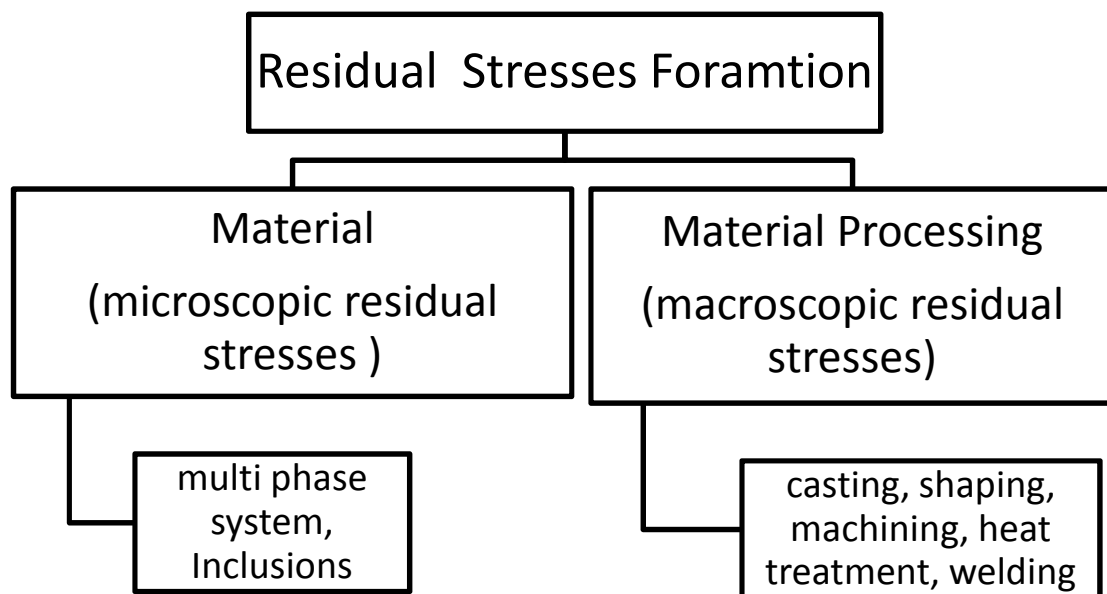 Residual Stresses Foramtion
Material
(microscopic residual
stresses )
Material Processing
(macroscopic residual
stresses)
multi phase
system,
Inclusions
casting, shaping,
machining, heat
treatment, welding